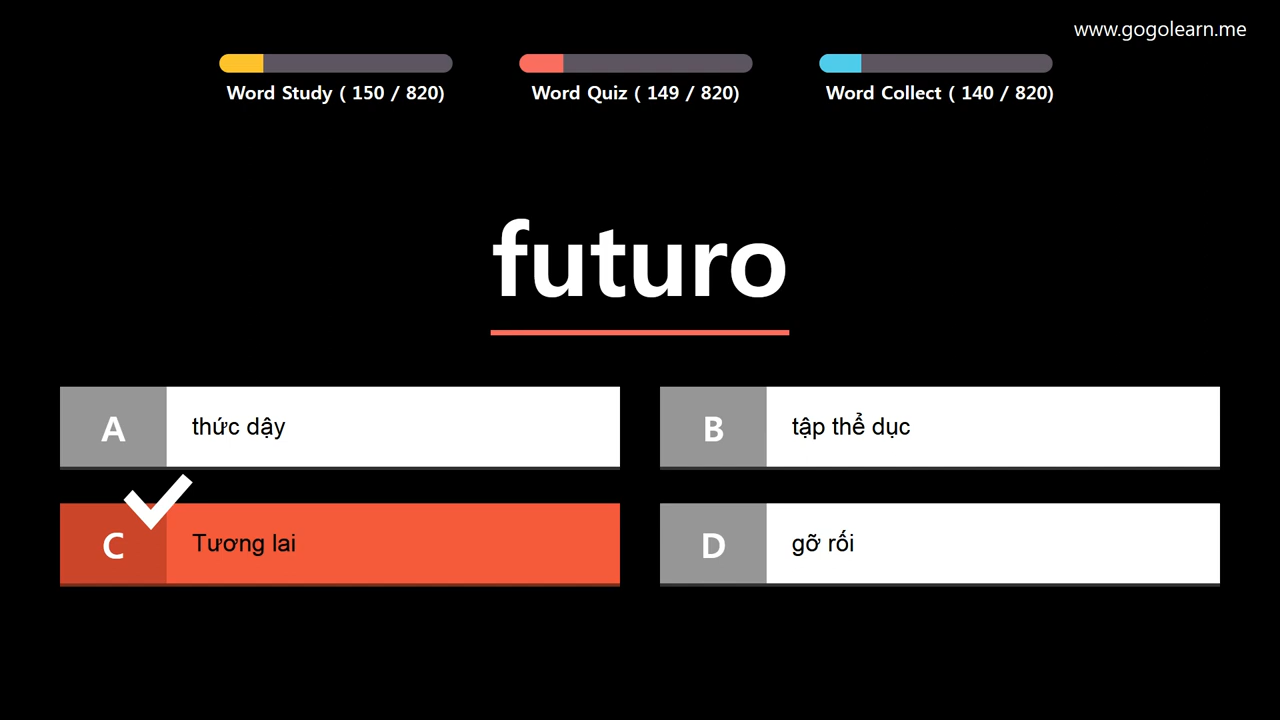 www.gogolearn.me
Word Study ( 150 / 820)
Word Quiz ( 149 / 820)
Word Collect ( 140 / 820)
futuro
A thức dậy
B tập thể dục
C Tương lai
D gỡ rối